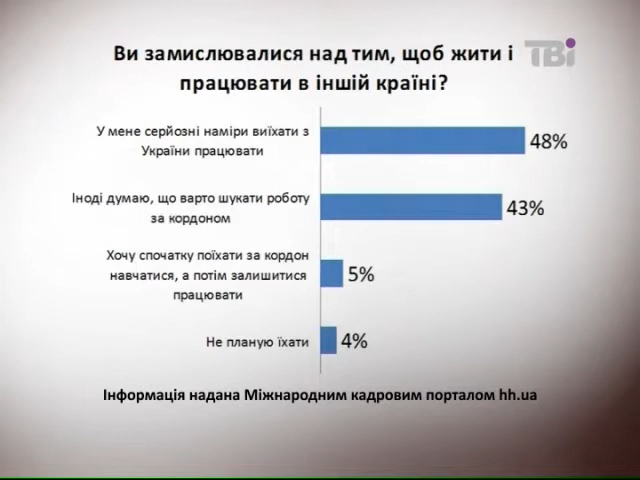 Ви замислювалися над тим, щоб жити і
працювати в іншій країні?
ТВі
У мене серйозні наміри виїхати з
України працювати
48%
Іноді думаю, що варто шукати роботу
за кордоном
43%
Хочу спочатку поїхати за кордон
навчатися, а потім залишитися
працювати
5%
Не планую їхати
4%
Інформація надана Міжнародним кадровим порталом hh.ua